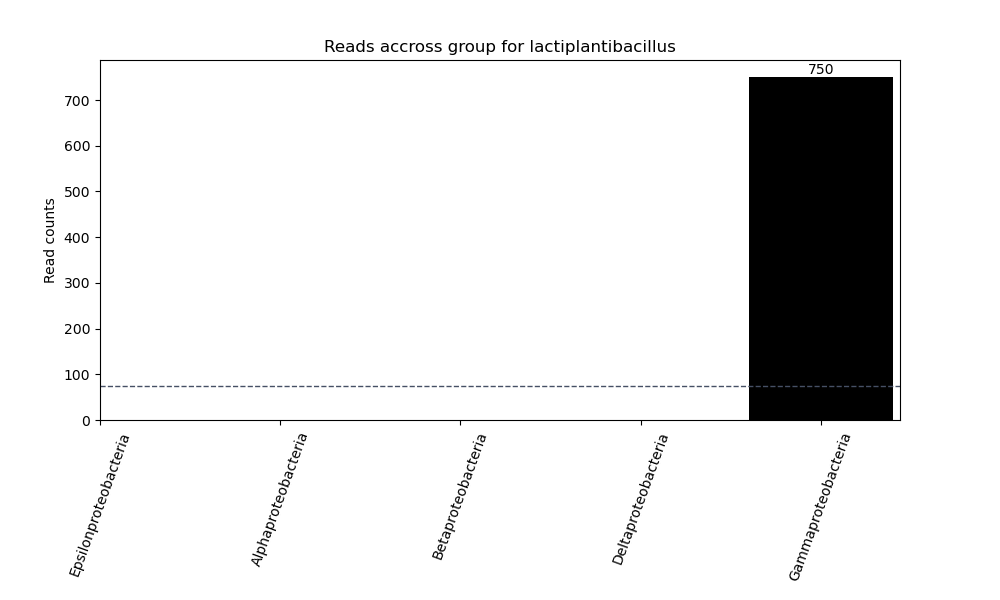 Reads accross group for lactiplantibacillus
750
700
600
500
400
300
200
100
0
Read counts
Epsilonproteobacteria
Alphaproteobacteria
Betaproteobacteria
Deltaproteobacteria
Gammaproteobacteria